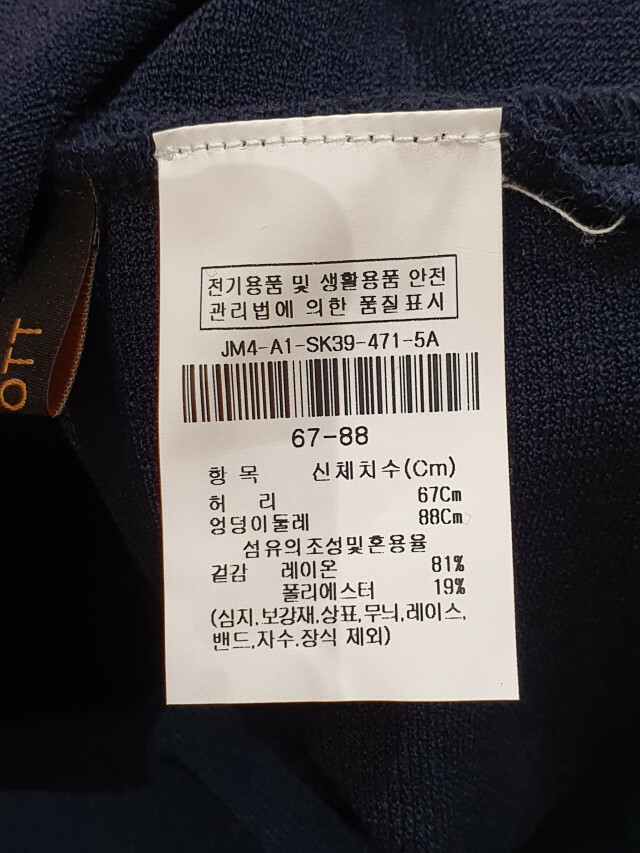 전기용품 및 생활용품 안전
관리법에 의한 품질표시
JM4-A1-SK39-471-5A
67-88
항 목 신체치수(Cm)
허 리 67Cm
엉덩이둘레 88Cm
섬유의조성및혼용율
겉감 레이온 81%
폴리에스터 19%
(심지.보강재,상표,무늬,레이스,
밴드,자수.장식 제외)
OTT